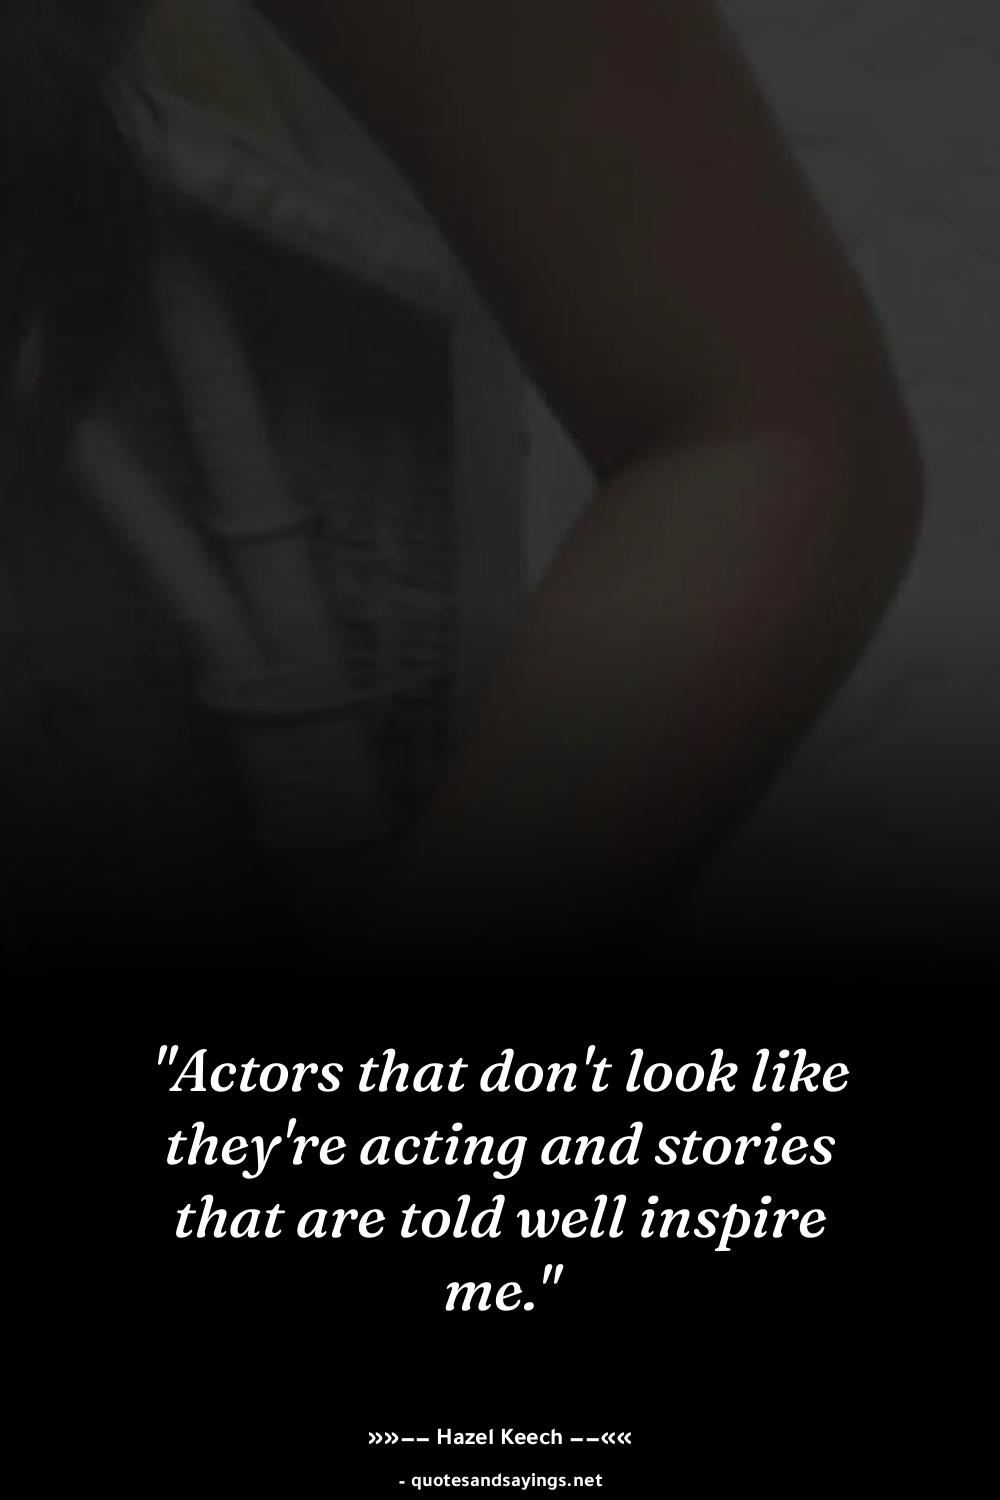 "Actors that don't look like
they're acting and stories
that are told well inspire
me."
»»−− Hazel Keech −−««
- quotesandsayings.net